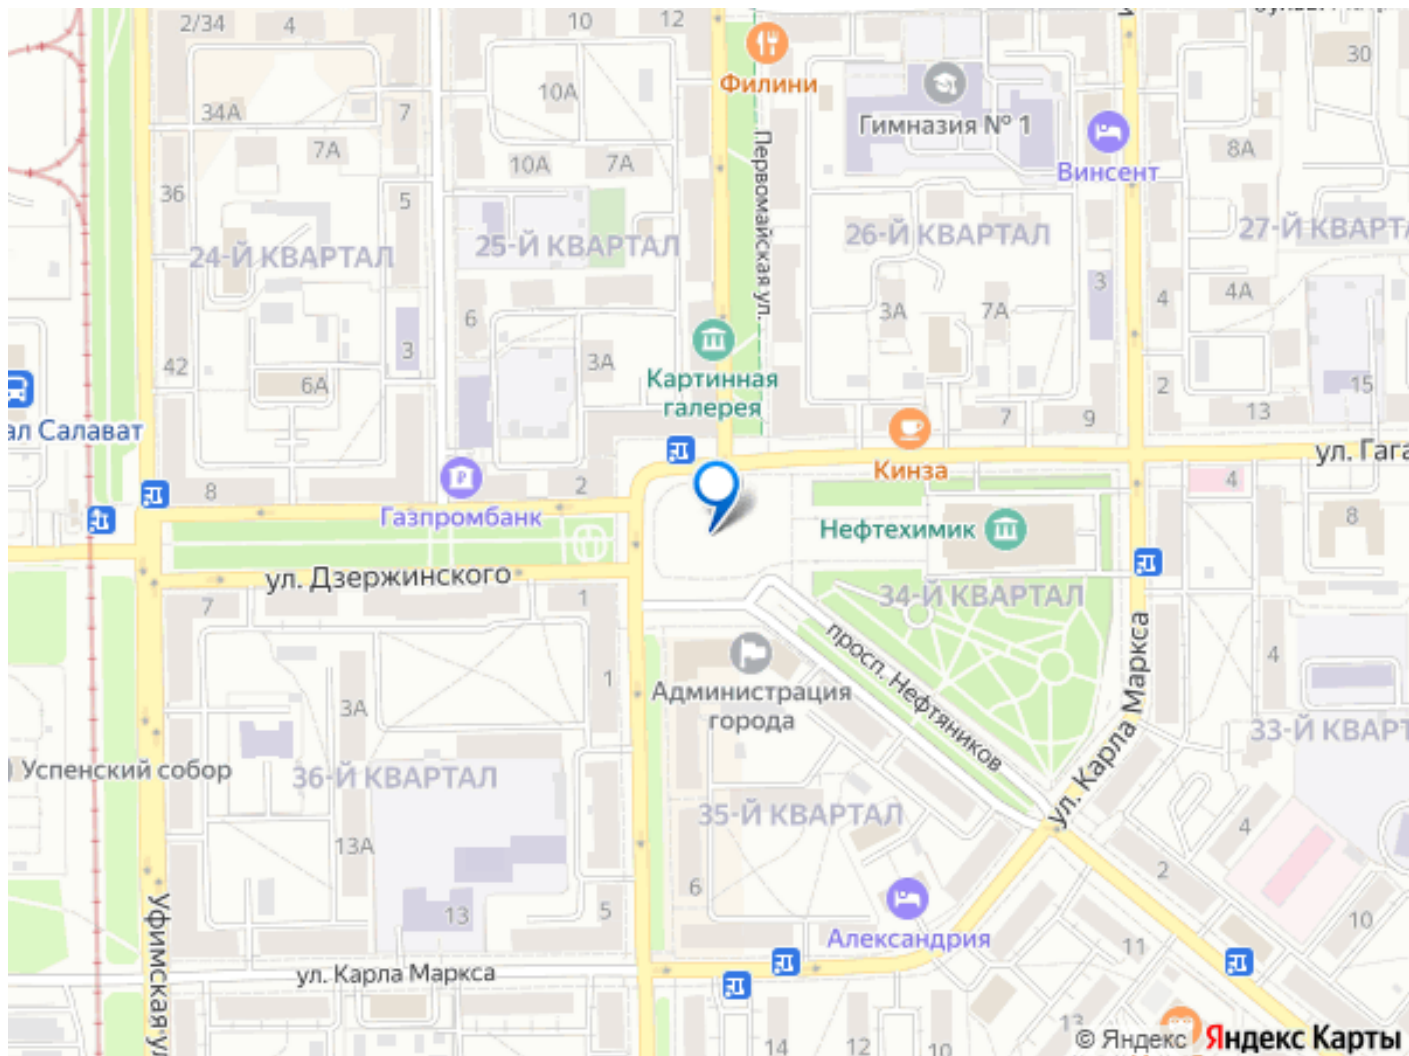 2/34
4
10
30
Филини
10А
34А
7
Гимназия № 1
7А
10А
7А
8А
Винсент
36
5
Первомайская ул.
24-Й КВАРТАЛ
25-Й КВАРТАЛ
26-Й КВАРТАЛ
27-Й КВАРТА
3
4
4А
6
3А
7А
3
42
6А
3А
Картинная
галерея
2
15
13
7
9
ал Салават
ул. Гага
Кинза
8
2
4
Газпромбанк
Нефтехимик
8
ул. Дзержинского
34-Й КВАРТАЛ
7
1
просп. Нефтяников
ул. Карла Маркса
4
1
Администрация
города
3А
33-Й КВАРТ
) Успенский собор
36-Й КВАРТАЛ
35-Й КВАРТАЛ
4
13А
2
6
5
13
10
Уфимская ул
Александрия
11
ул. Карла Маркса
13
14
12
10
© Яндекс Яндекс Карты